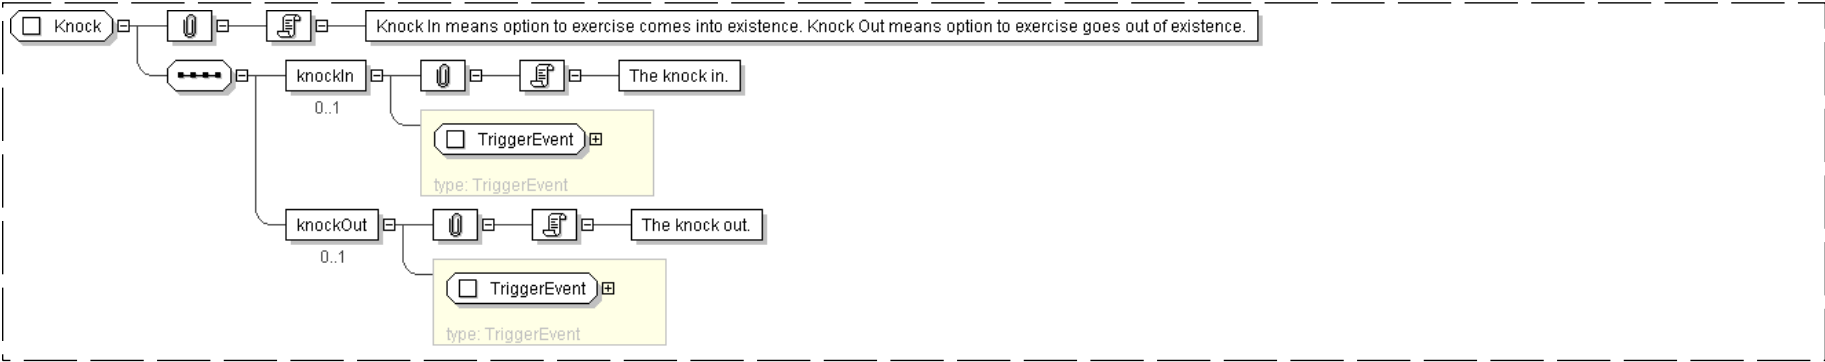 Knock
Knock In means option to exercise comes into existence. Knock Out means option to exercise goes out of existence.
knockIn
The knock in.
0..1
TriggerEvent
type: TriggerEvent
knockOut
The knock out.
0..1
TriggerEvent
type: TriggerEvent